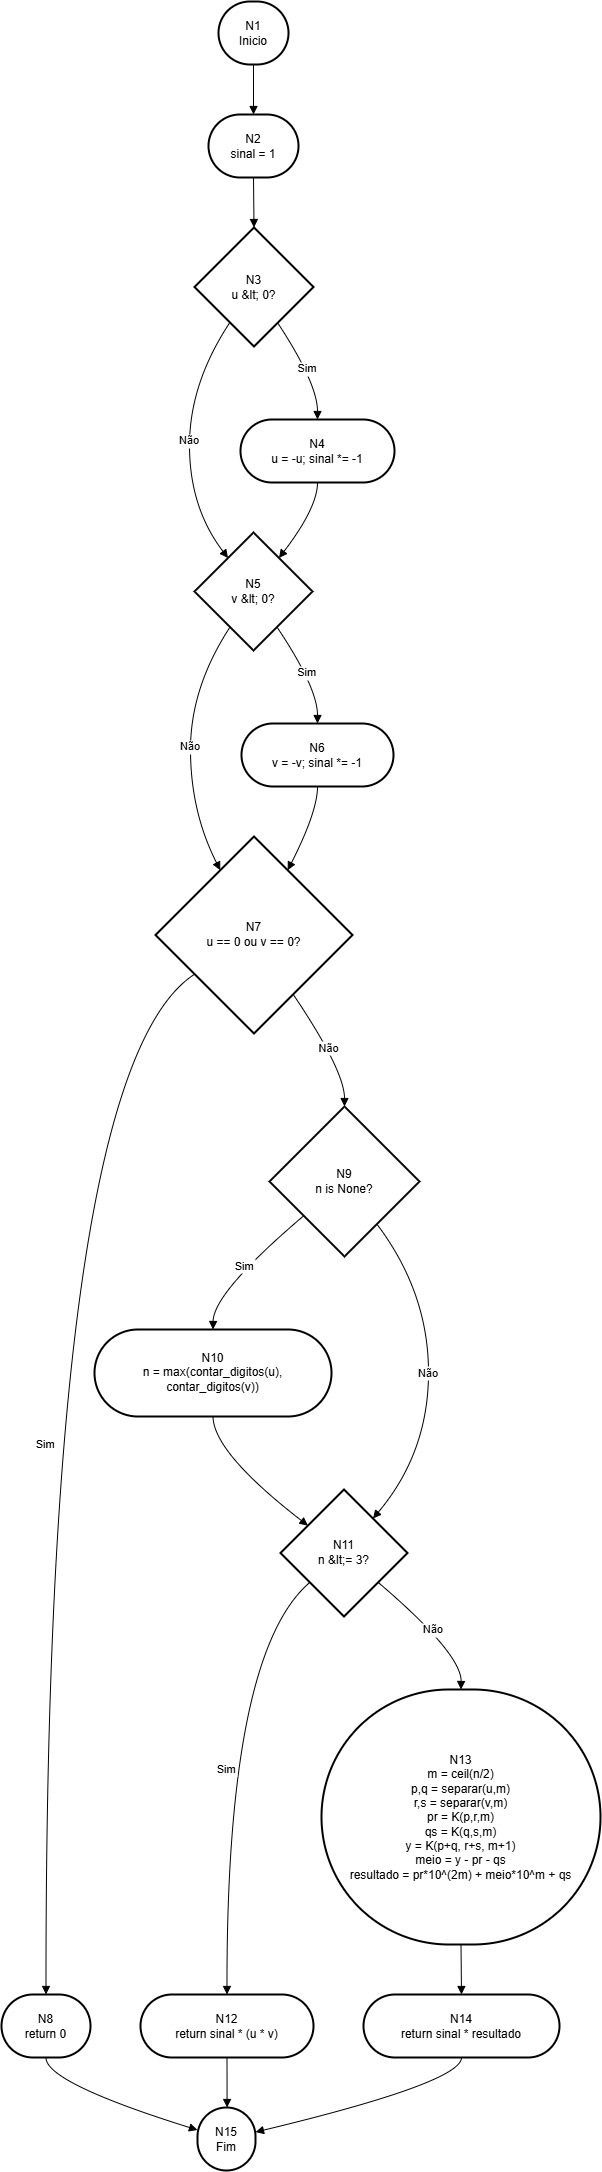 N1
Inicio
N2
sinal = 1
N3
u &lt; 0?
Sim
Não
N4
u = -u; sinal *= -1
N5
v &lt; 0?
Sim
Não
N6
v = -v; sinal *= -1
N7
u == 0 ou v == 0?
Não
N9
n is None?
Sim
N10
n = max(contar_digitos(u),
contar_digitos(v))
Não
Sim
N11
n &lt;= 3?
Não
Sim
N13
m = ceil(n/2)
p,q = separar(u,m)
r,s = separar(v,m)
pr = K(p,r,m)
qs = K(q,s,m)
y = K(p+q, r+s, m+1)
meio = y - pr - qs
resultado = pr*10^(2m) + meio*10^m + qs
N8
return 0
N12
return sinal * (u * v)
N14
return sinal * resultado
N15
Fim